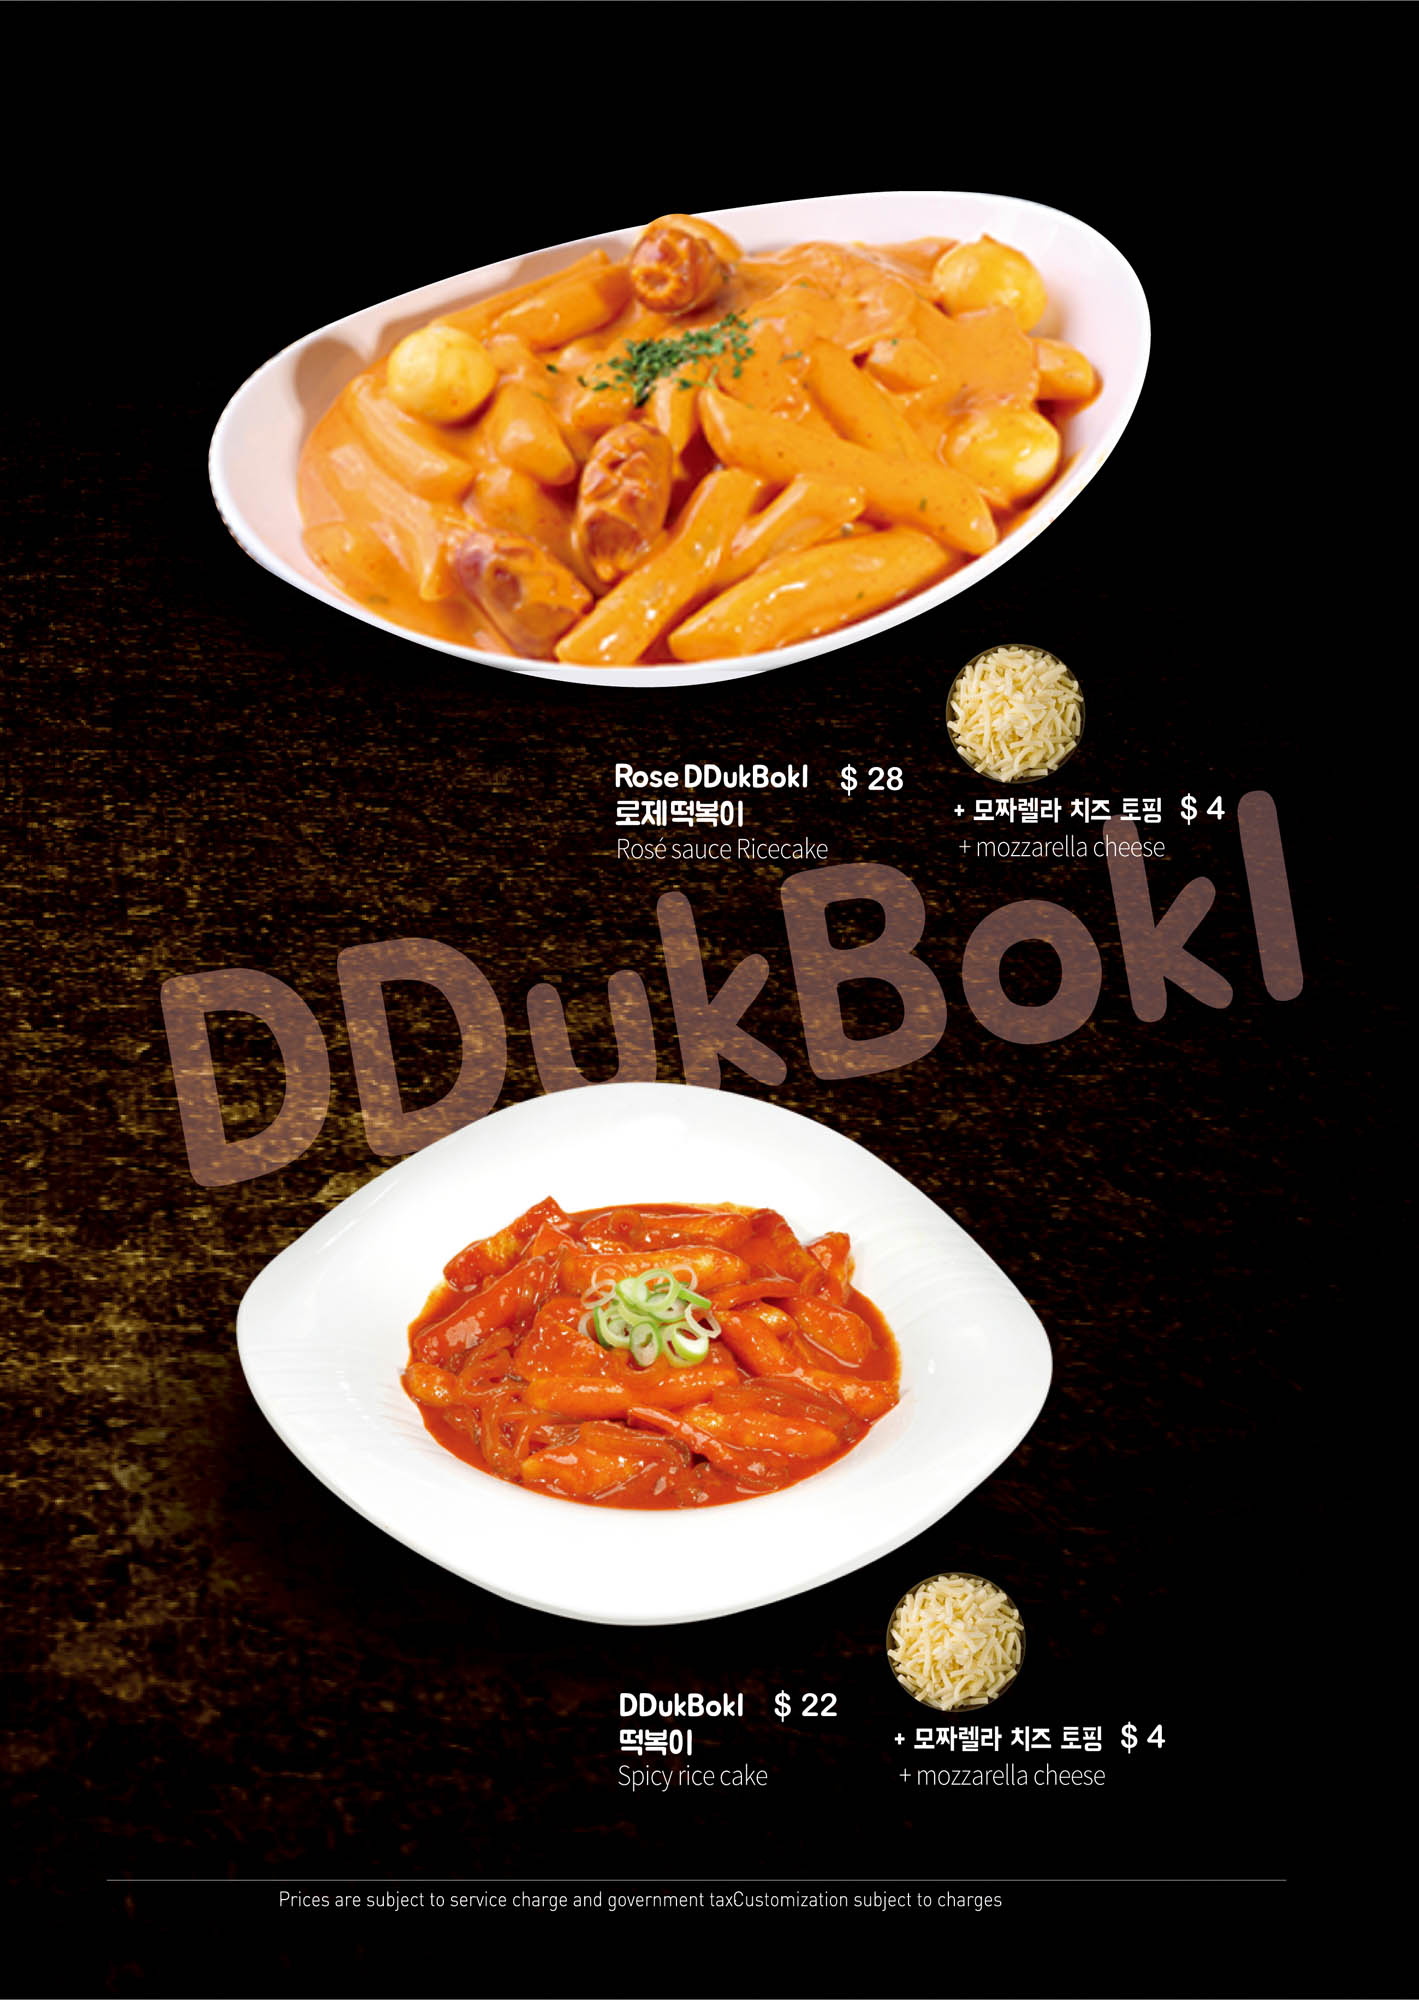 Rose DDukBokI $ 28
로제떡볶이
Rosé sauce Ricecake
+ 모짜렐라 치즈 토핑 $ 4
+ mozzarella cheese
DDukBokI
DDukBokI $ 22
떡볶이
Spicy rice cake
+ 모짜렐라 치즈 토핑 $ 4
+ mozzarella cheese
Prices are subject to service charge and government taxCustomization subject to charges